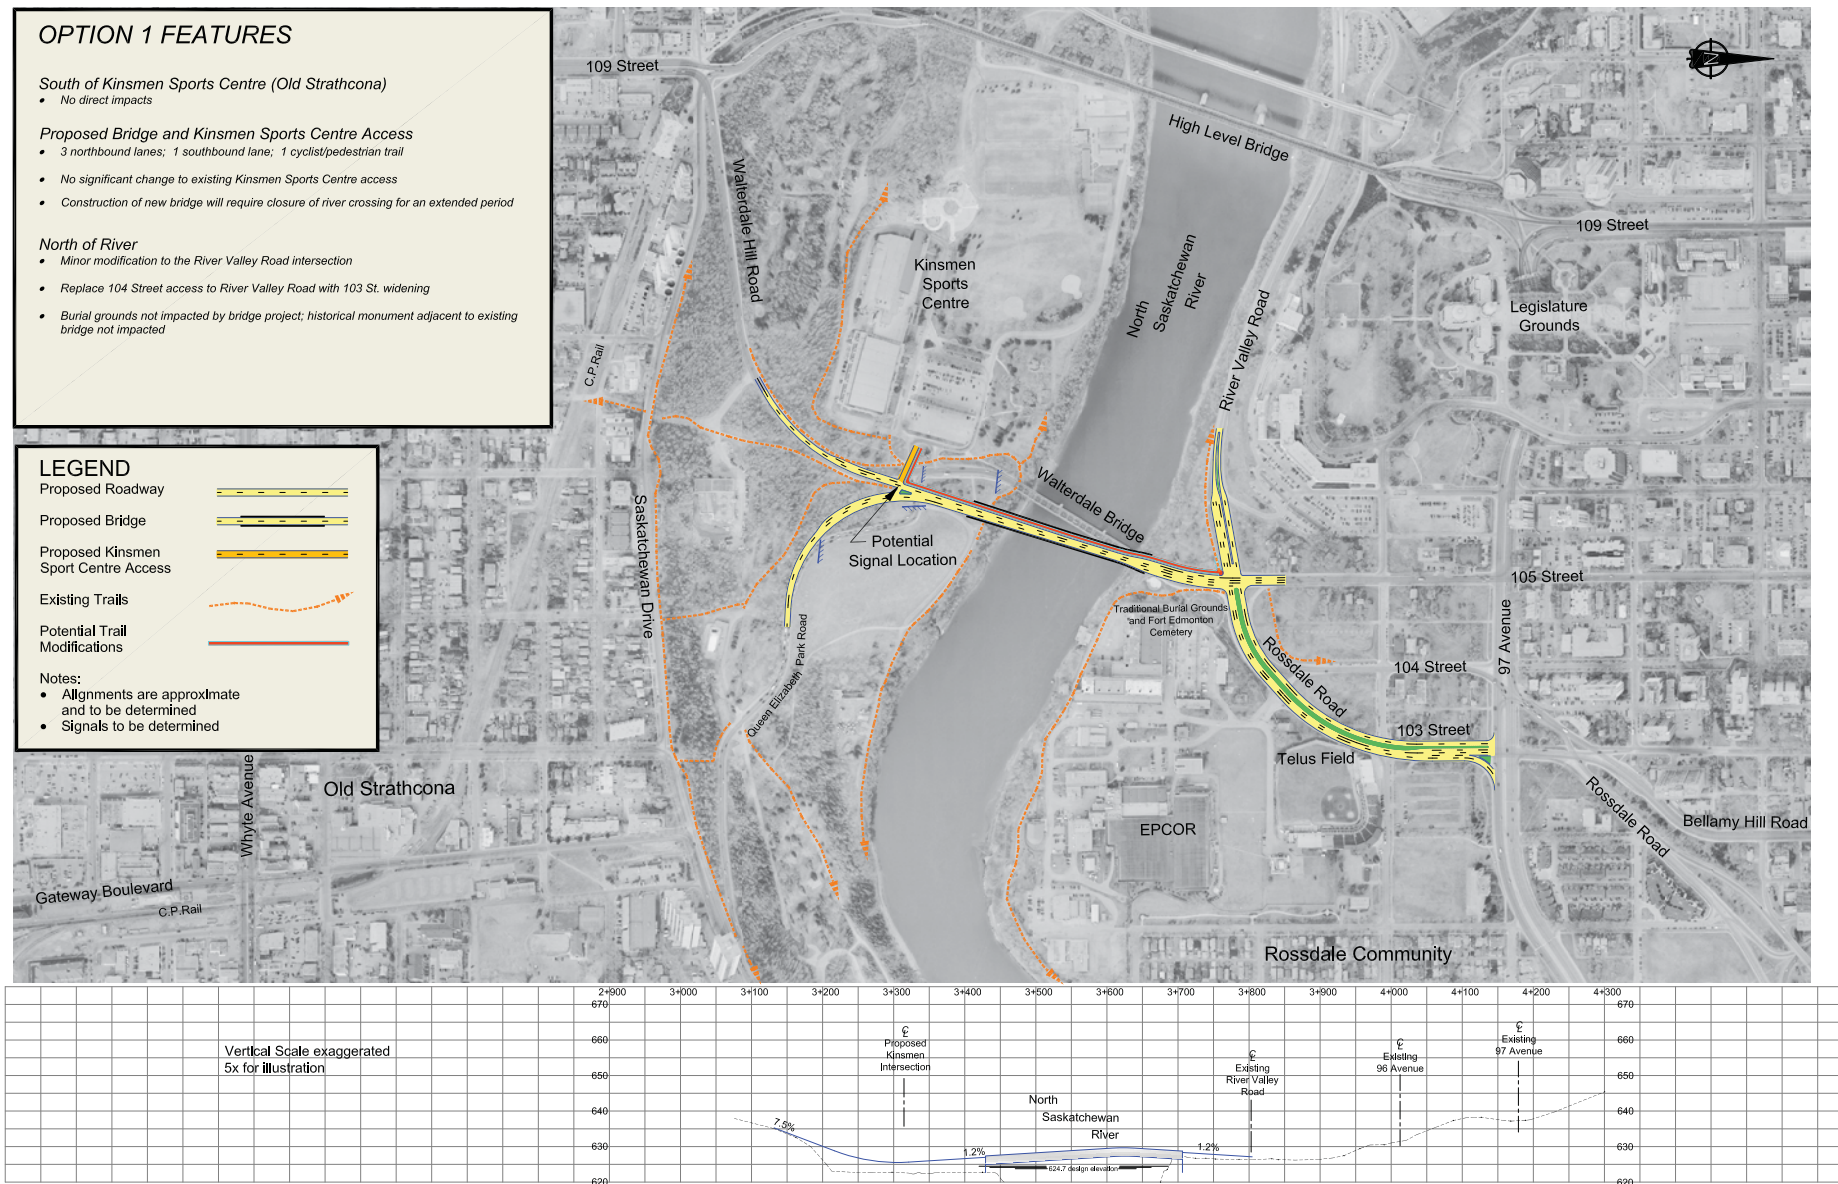 OPTION 1 FEATURES
South of Kinsmen Sports Centre (Old Strathcona)
• No direct impacts
Proposed Bridge and Kinsmen Sports Centre Access
• 3 northbound lanes; 1 southbound lane; 1 cyclist/pedestrian trail
• No significant change to existing Kinsmen Sports Centre access
• Construction of new bridge will require closure of river crossing for an extended period
North of River
• Minor modification to the River Valley Road intersection
• Replace 104 Street access to River Valley Road with 103 St. widening
• Burial grounds not impacted by bridge project; historical monument adjacent to existing
bridge not impacted
LEGEND
Proposed Roadway
Proposed Bridge
Proposed Kinsmen
Sport Centre Access
Existing Trails
Potential Trail
Modifications
Notes:
• Alignments are approximate
and to be determined
• Signals to be determined
109 Street
Walterdale Hill Road
Kinsmen
Sports
Centre
High Level Bridge
North
Saskatchewan
River
River Valley Road
109 Street
Legislature
Grounds
N
C.P.Rail
Saskatchewan Drive
Potential
Signal Location
Walterdale Bridge
Queen Elizabeth Park Road
Traditional Burial Grounds
and Fort Edmonton
Cemetery
105 Street
97 Avenue
104 Street
Rossdale Road
103 Street
Telus Field
EPCOR
Rossdale Road
Bellamy Hill Road
Rossdale Community
Old Strathcona
Whyte Avenue
Gateway Boulevard
C.P.Rail
2+900 3+000 3+100 3+200 3+300 3+400 3+500 3+600 3+700 3+800 3+900 4+000 4+100 4+200 4+300
670 670
660 660
650 650
640 640
630 630
620 620
Vertical Scale exaggerated
5x for illustration
℄
Proposed
Kinsmen
Intersection
℄
Existing
River Valley
Road
℄
Existing
96 Avenue
℄
Existing
97 Avenue
North
Saskatchewan
River
7.5%
1.2%
1.2%
624.7 design elevation